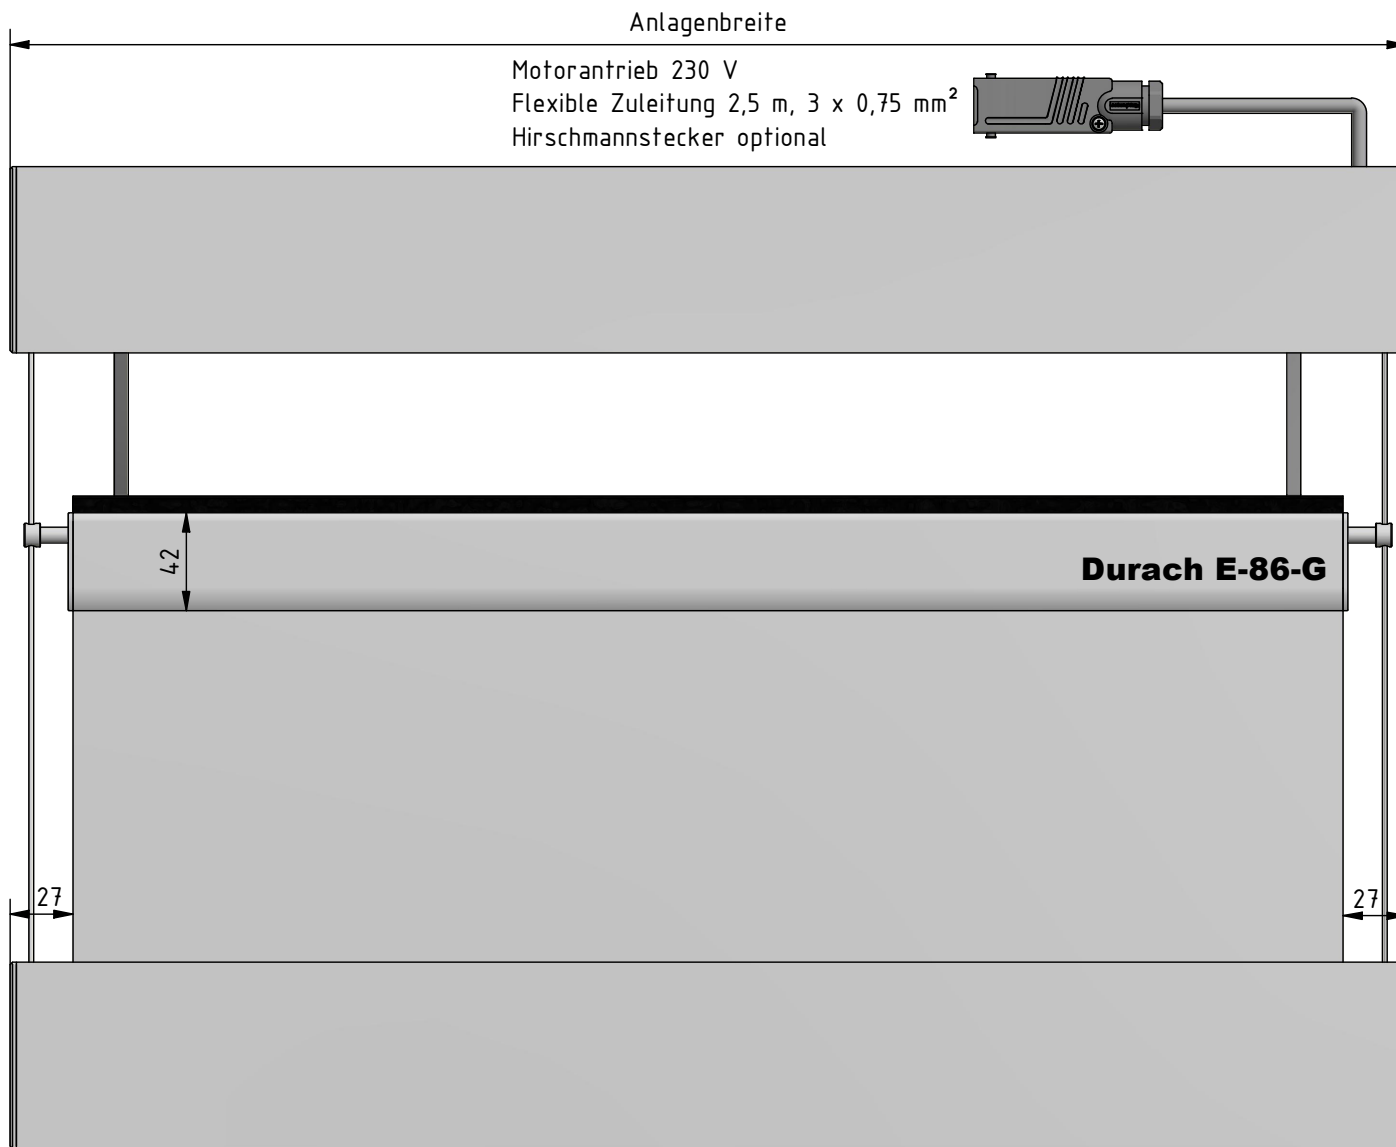 Anlagenbreite
Motorantrieb 230 V
Flexible Zuleitung 2,5 m, 3 x 0,75 mm²
Hirschmannstecker optional
42
Durach E-86-G
27
27